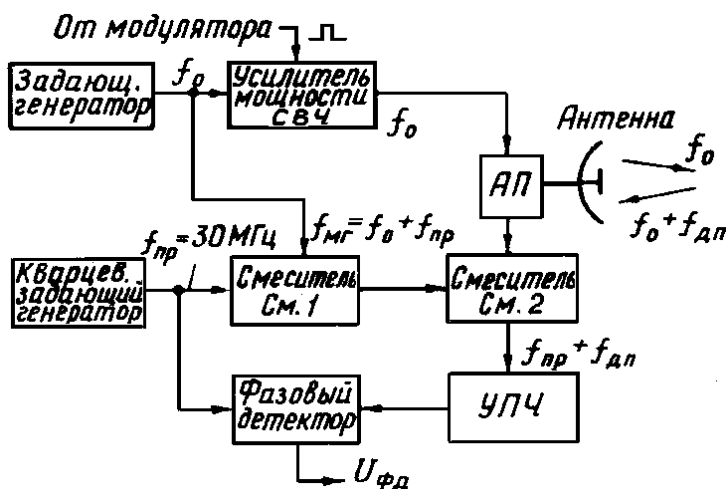 От модулятора
Задающ.
генератор
f₀
Усилитель
мощности
СВЧ
f₀
Антенна
АП
f₀
f₀ + fдп
fпр = 30 МГц
fмг = f₀ + fпр
Кварцев.
задающий
генератор
Смеситель
См. 1
Смеситель
См. 2
fпр + fдп
Фазовый
детектор
УПЧ
Uфд